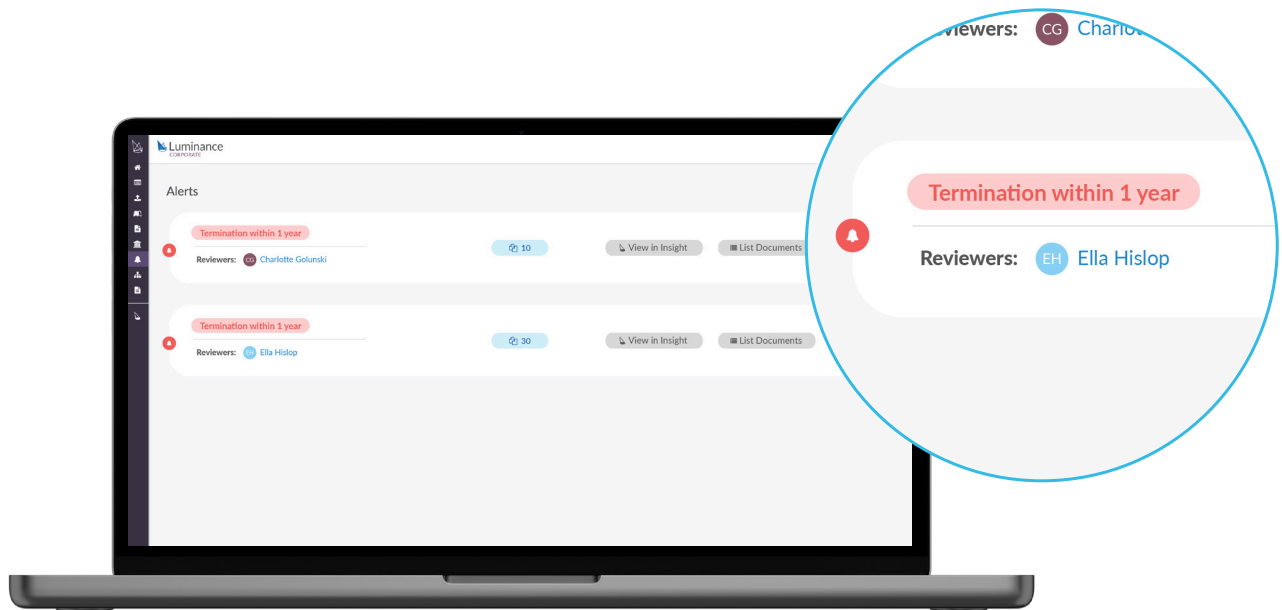 Luminance
CORPORATE
Alerts
Termination within 1 year
Reviewers: CG Charlotte Golunski
10
View in Insight
List Documents
Termination within 1 year
Reviewers: EH Ella Hislop
30
View in Insight
List Documents
CG
Termination within 1 year
Reviewers: EH Ella Hislop